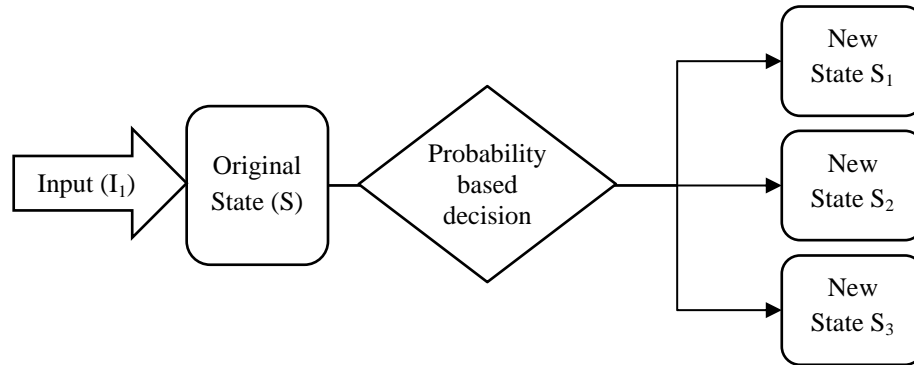 Input (I₁)
Original
State (S)
Probability
based
decision
New
State S₁
New
State S₂
New
State S₃